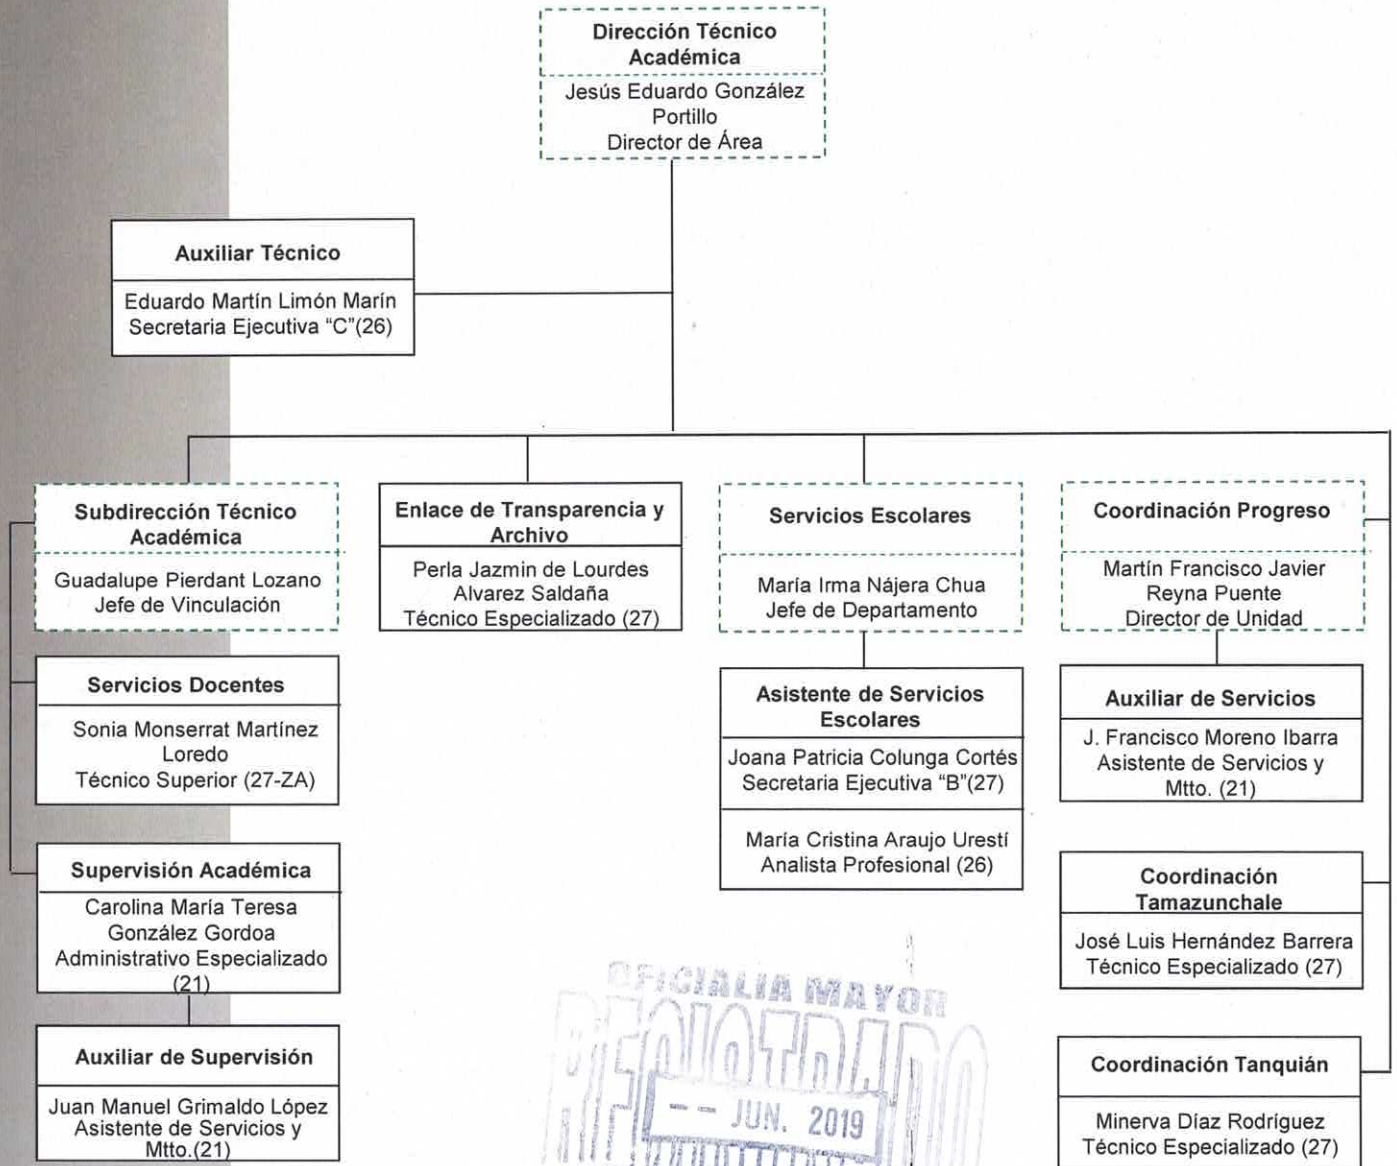 Dirección Técnico
Académica
Jesús Eduardo González
Portillo
Director de Área
Auxiliar Técnico
Eduardo Martín Limón Marín
Secretaria Ejecutiva “C”(26)
Subdirección Técnico
Académica
Guadalupe Pierdant Lozano
Jefe de Vinculación
Enlace de Transparencia y
Archivo
Perla Jazmin de Lourdes
Alvarez Saldaña
Técnico Especializado (27)
Servicios Escolares
María Irma Nájera Chua
Jefe de Departamento
Coordinación Progreso
Martín Francisco Javier
Reyna Puente
Director de Unidad
Servicios Docentes
Sonia Monserrat Martínez
Loredo
Técnico Superior (27-ZA)
Asistente de Servicios
Escolares
Joana Patricia Colunga Cortés
Secretaria Ejecutiva “B”(27)
María Cristina Araujo Urestí
Analista Profesional (26)
Auxiliar de Servicios
J. Francisco Moreno Ibarra
Asistente de Servicios y
Mtto. (21)
Supervisión Académica
Carolina María Teresa
González Gordoa
Administrativo Especializado
(21)
Coordinación
Tamazunchale
José Luis Hernández Barrera
Técnico Especializado (27)
Auxiliar de Supervisión
Juan Manuel Grimaldo López
Asistente de Servicios y
Mtto.(21)
Coordinación Tanquián
Minerva Díaz Rodríguez
Técnico Especializado (27)
OFICIALIA MAYOR
REGISTRADO
-- JUN. 2019